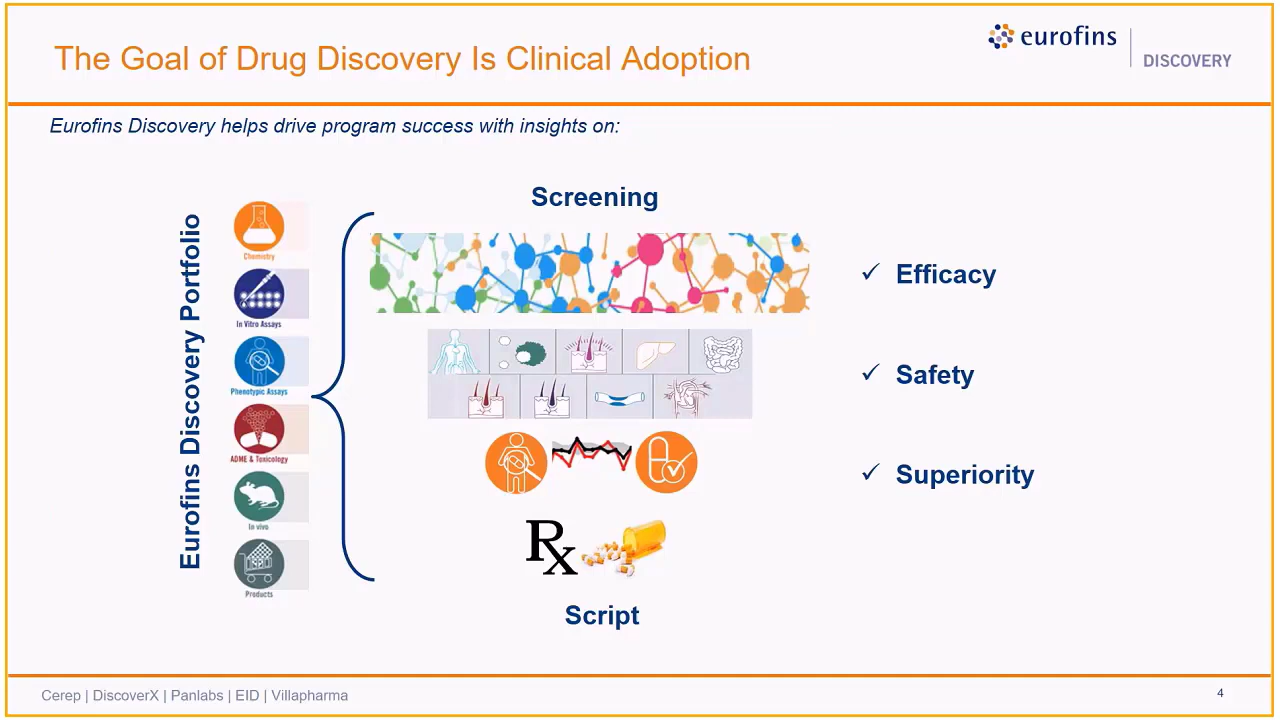 The Goal of Drug Discovery Is Clinical Adoption
eurofins
DISCOVERY
Eurofins Discovery helps drive program success with insights on:
Eurofins Discovery Portfolio
Chemistry
In Vitro Assays
Phenotypic Assays
ADME & Toxicology
In vivo
Products
Screening
Rx
Script
✓ Efficacy
✓ Safety
✓ Superiority
Cerep | DiscoverX | Panlabs | EID | Villapharma
4